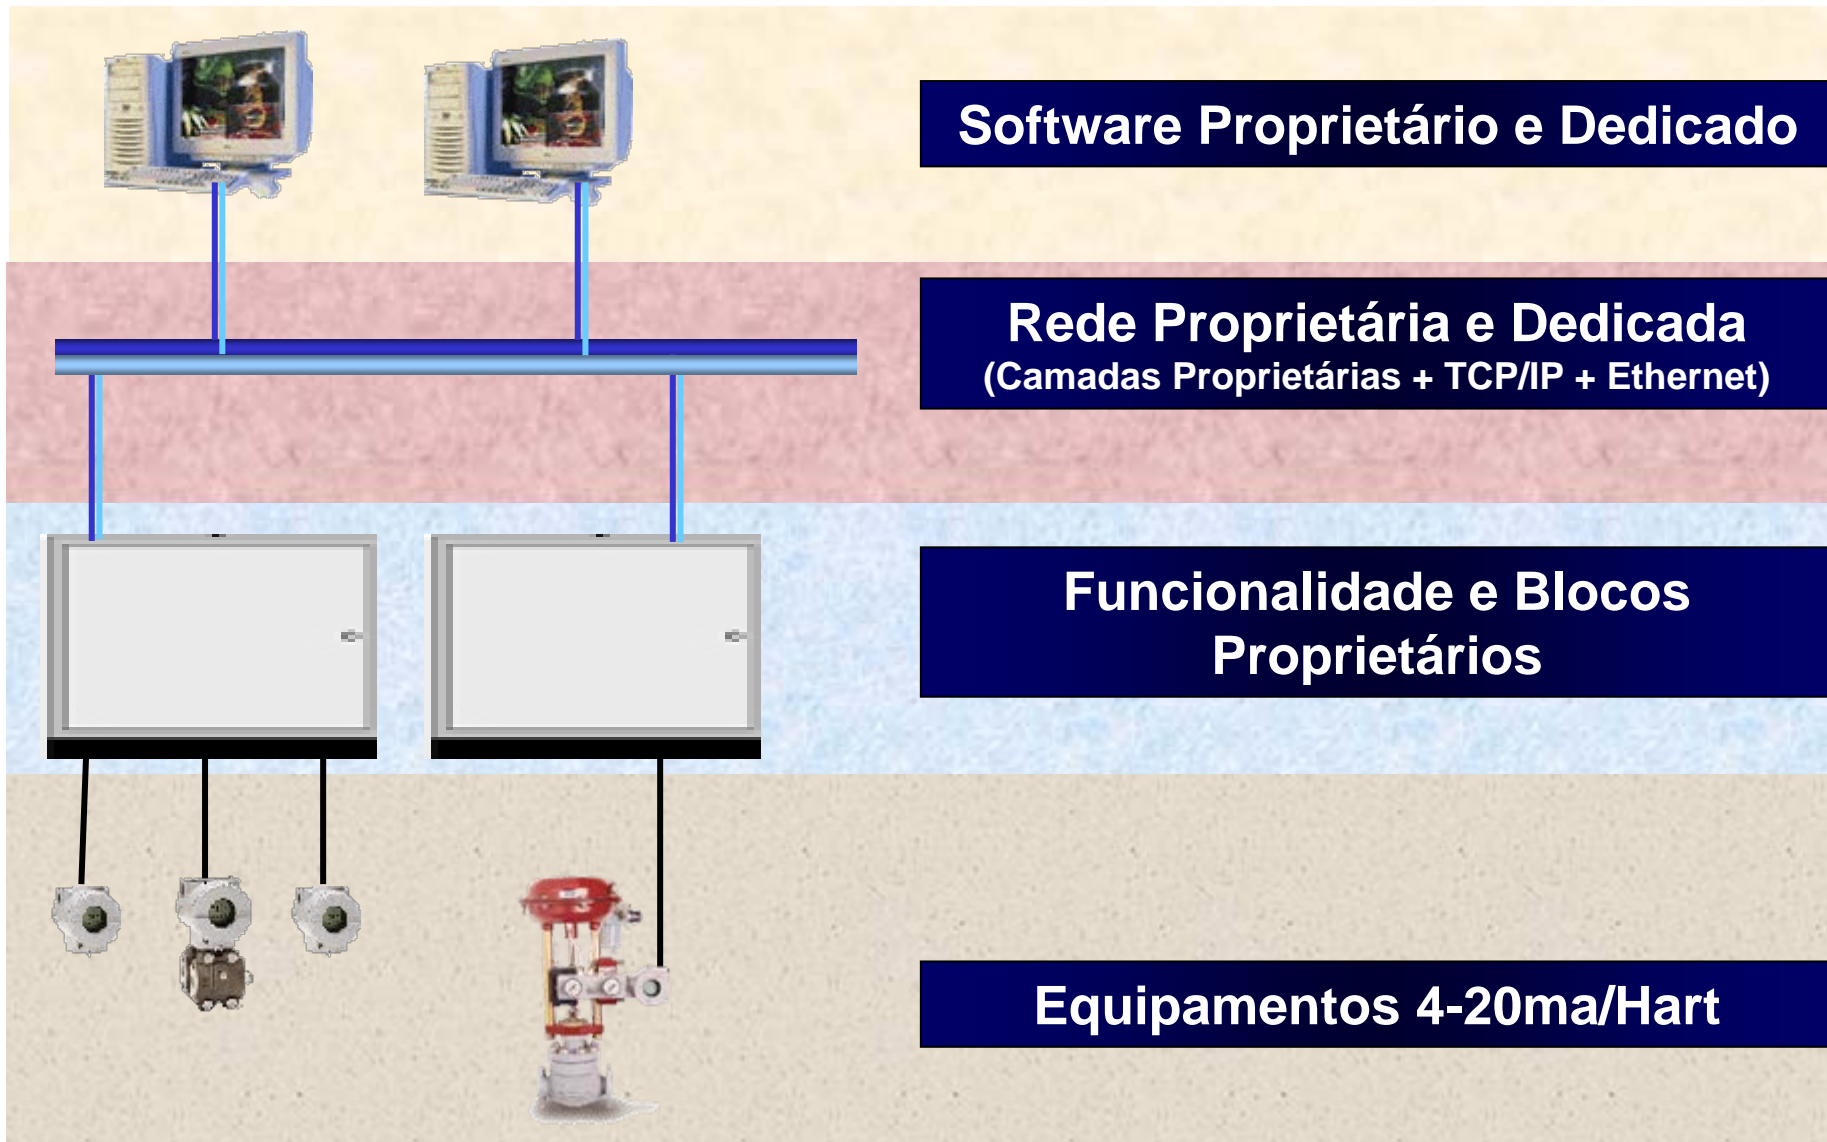 Software Proprietário e Dedicado
Rede Proprietária e Dedicada
(Camadas Proprietárias + TCP/IP + Ethernet)
Funcionalidade e Blocos
Proprietários
Equipamentos 4-20ma/Hart